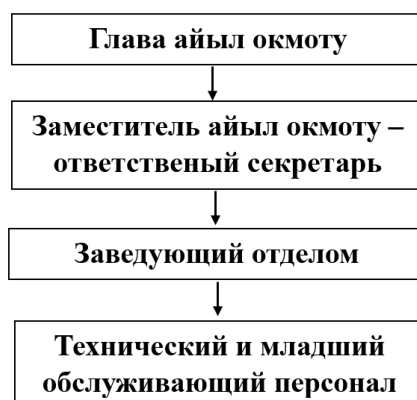 Глава айыл окмоту
Заместитель айыл окмоту –
ответственый секретарь
Заведующий отделом
Технический и младший
обслуживающий персонал